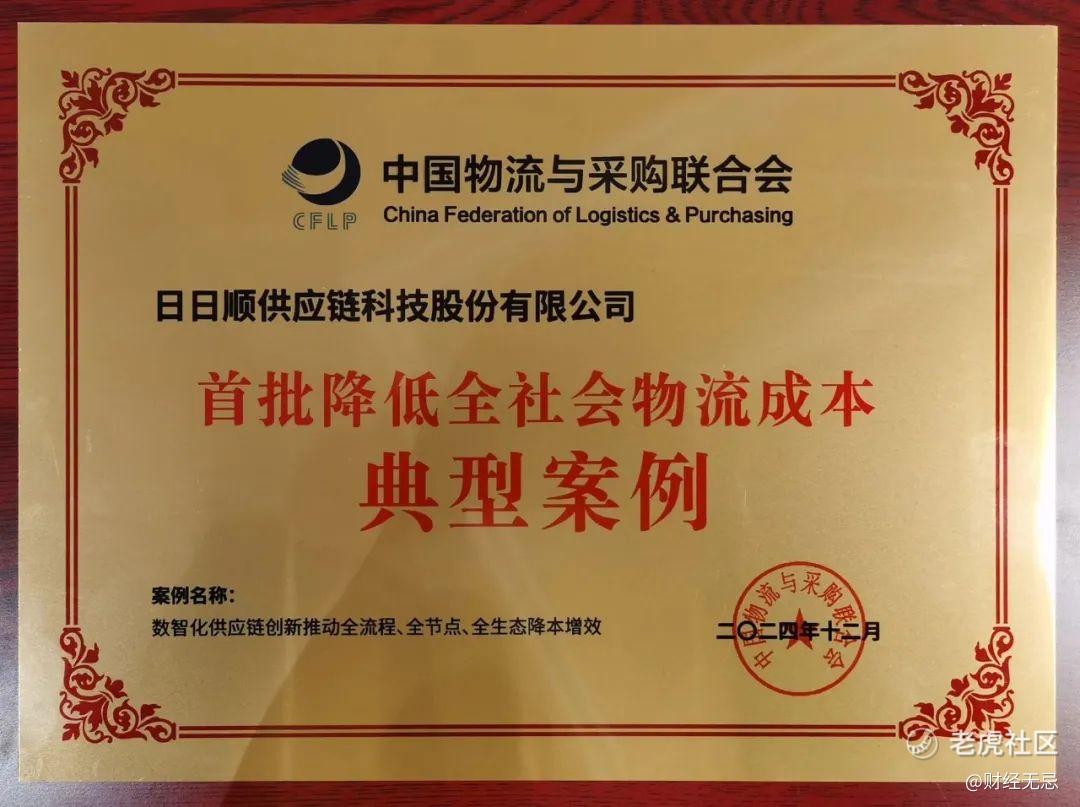 中国物流与采购联合会
CFLP
China Federation of Logistics & Purchasing
日日顺供应链科技股份有限公司
首批降低全社会物流成本
典型案例
案例名称：
数智化供应链创新推动全流程、全节点、全生态降本增效
中国物流与采购联合会
二〇二四年十二月
老虎社区
@财经无忌